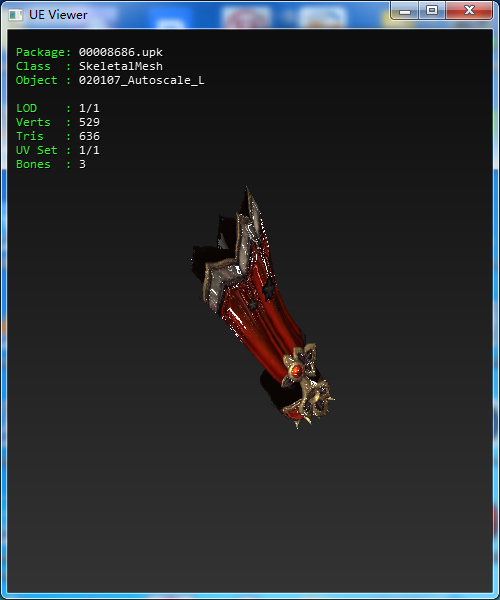 UE Viewer
Package: 00008686.upk
Class  : SkeletalMesh
Object : 020107_Autoscale_L
LOD    : 1/1
Verts  : 529
Tris   : 636
UV Set : 1/1
Bones  : 3